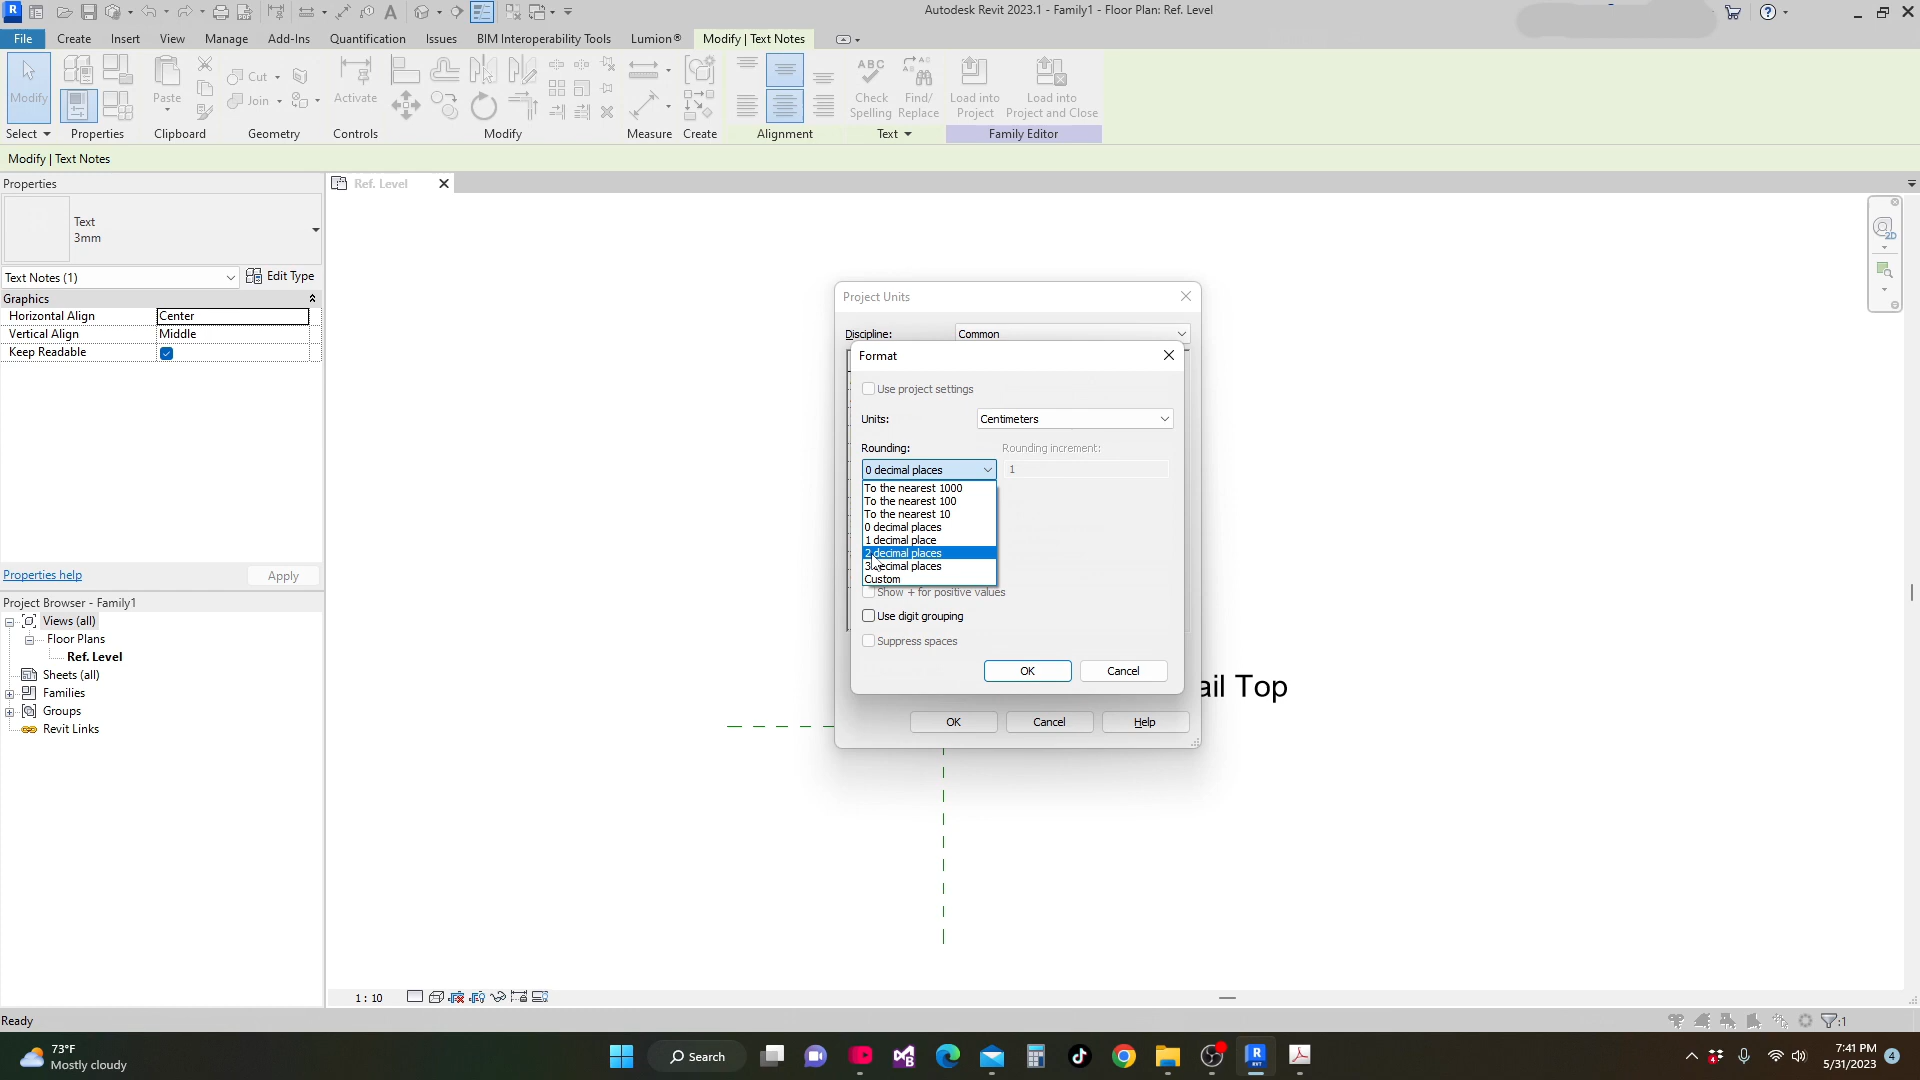 Autodesk Revit 2023.1 - Family1 - Floor Plan: Ref. Level
File Create Insert View Manage Add-Ins Quantification Issues BIM Interoperability Tools Lumion® Modify | Text Notes
Modify
Paste
Cut
Join
Activate
Check Spelling
Find/ Replace
Load into Project
Load into Project and Close
Select Properties Clipboard Geometry Controls Modify Measure Create Alignment Text Family Editor
Modify | Text Notes
Properties
Ref. Level
Text
3mm
Text Notes (1) Edit Type
Graphics
Horizontal Align Center
Vertical Align Middle
Keep Readable
Properties help Apply
Project Browser - Family1
Views (all)
Floor Plans
Ref. Level
Sheets (all)
Families
Groups
Revit Links
Project Units
Discipline: Common
Format
Use project settings
Units: Centimeters
Rounding: Rounding increment:
0 decimal places 1
To the nearest 1000
To the nearest 100
To the nearest 10
0 decimal places
1 decimal place
2 decimal places
3 decimal places
Custom
Show + for positive values
Use digit grouping
Suppress spaces
OK Cancel
ail Top
OK Cancel Help
1 : 10
Ready
:1
73°F
Mostly cloudy
Search
7:41 PM
5/31/2023
4